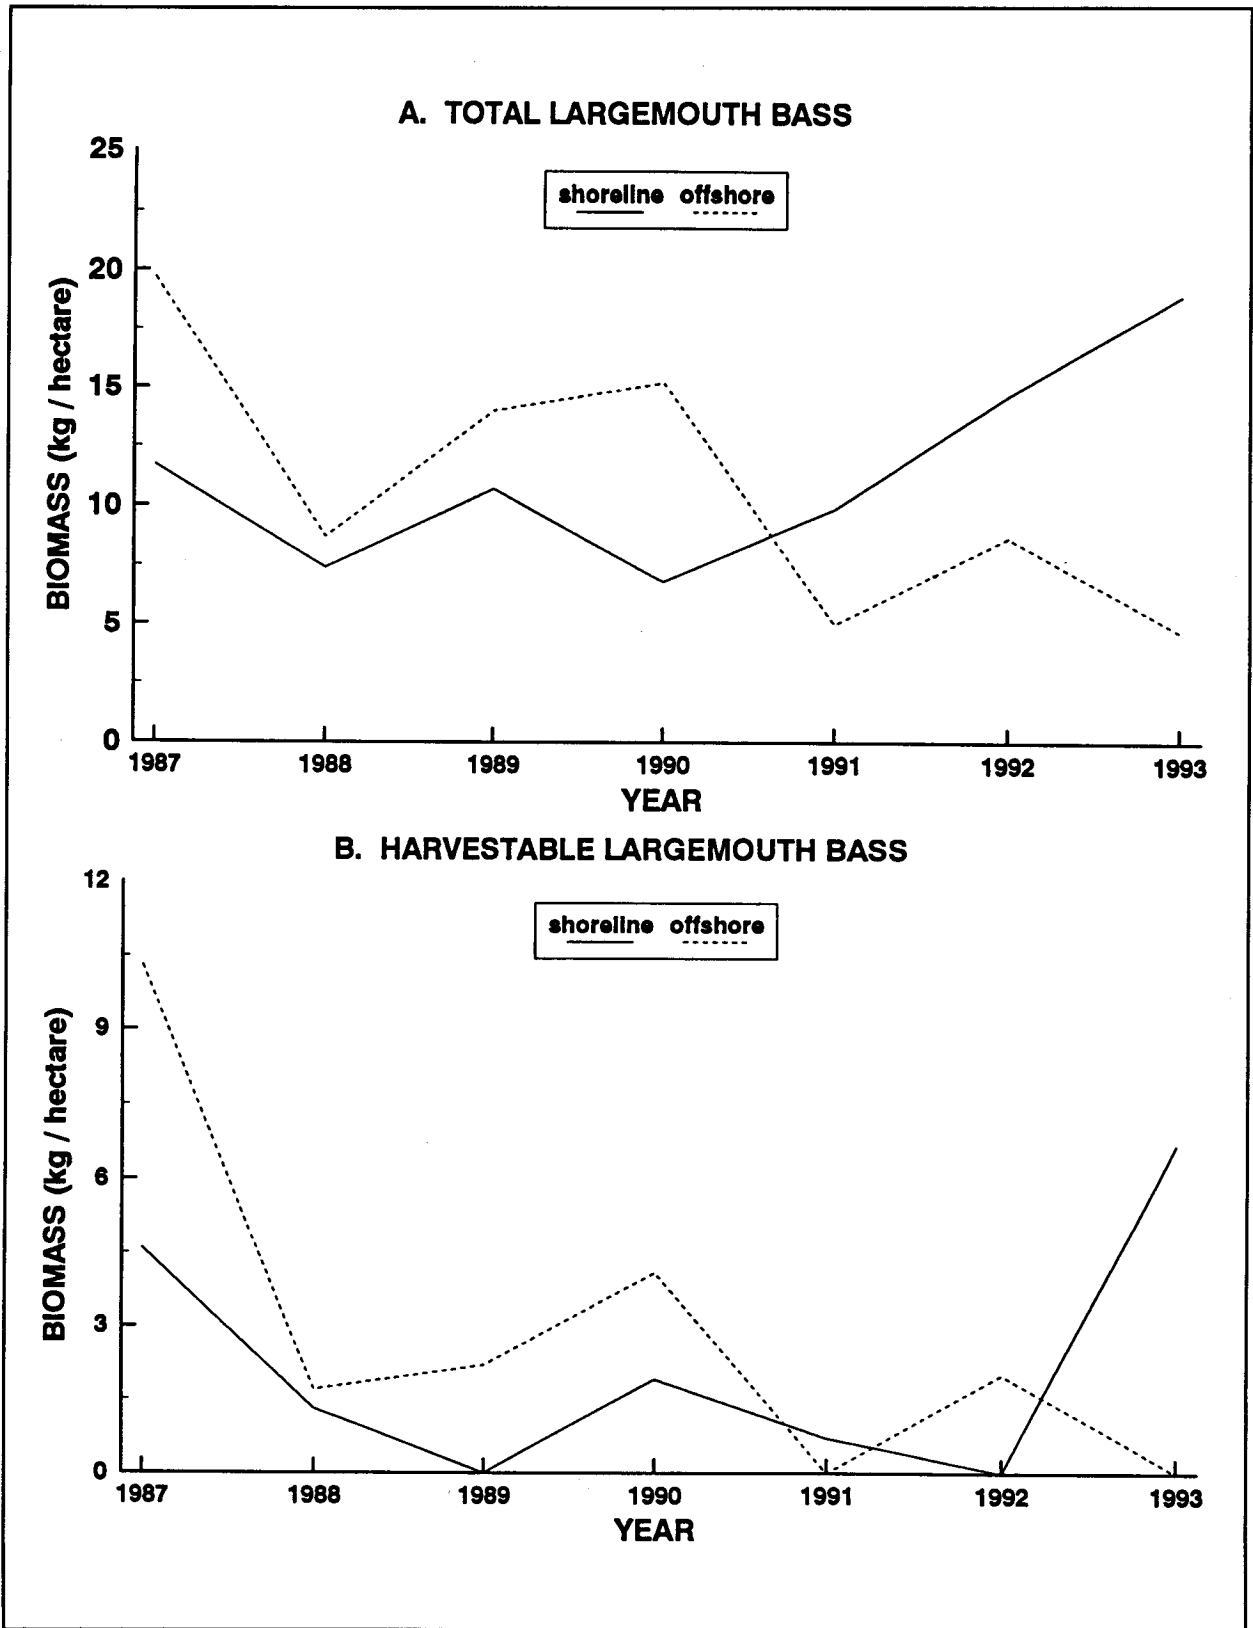 A. TOTAL LARGEMOUTH BASS
25
shoreline offshore
20
15
10
5
0
BIOMASS (kg / hectare)
1987 1988 1989 1990 1991 1992 1993
YEAR
B. HARVESTABLE LARGEMOUTH BASS
12
shoreline offshore
9
6
3
0
BIOMASS (kg / hectare)
1987 1988 1989 1990 1991 1992 1993
YEAR